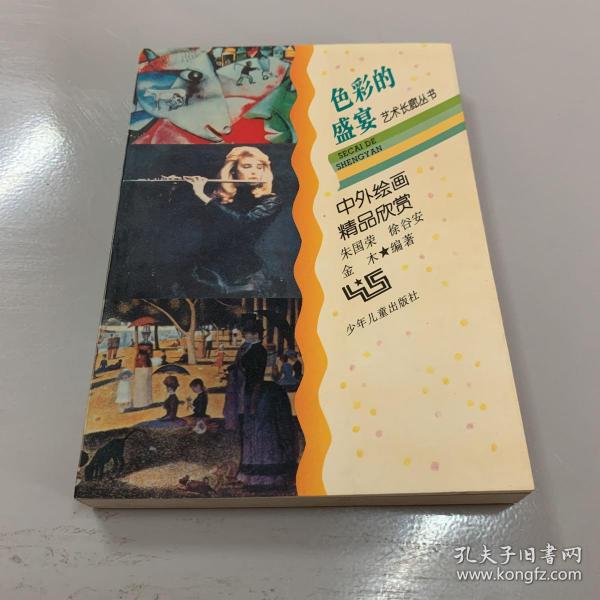 色彩的
盛宴
艺术长廊丛书
SECAI DE
SHENGYAN
中外绘画
精品欣赏
朱国荣 徐谷安
金木★编著
少年儿童出版社
孔夫子旧书网
www.kongfz.com